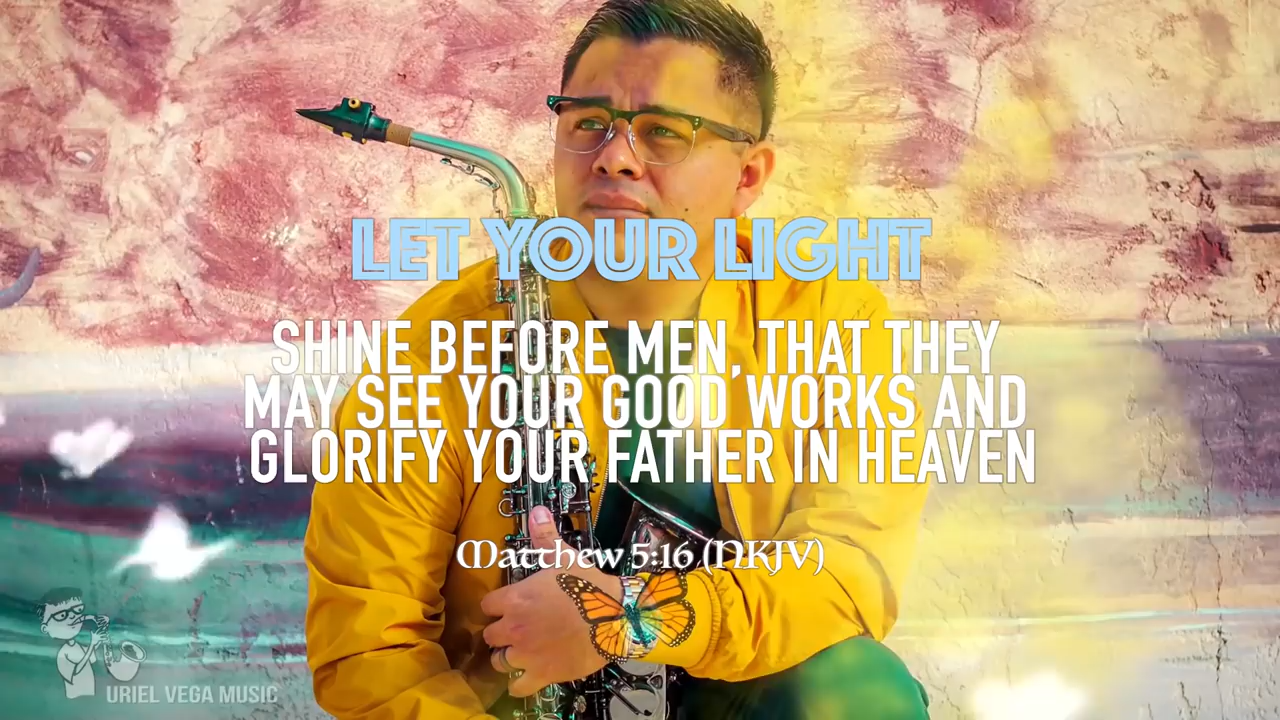 LET YOUR LIGHT
SHINE BEFORE MEN, THAT THEY
MAY SEE YOUR GOOD WORKS AND
GLORIFY YOUR FATHER IN HEAVEN
Matthew 5:16 (NKJV)
URIEL VEGA MUSIC